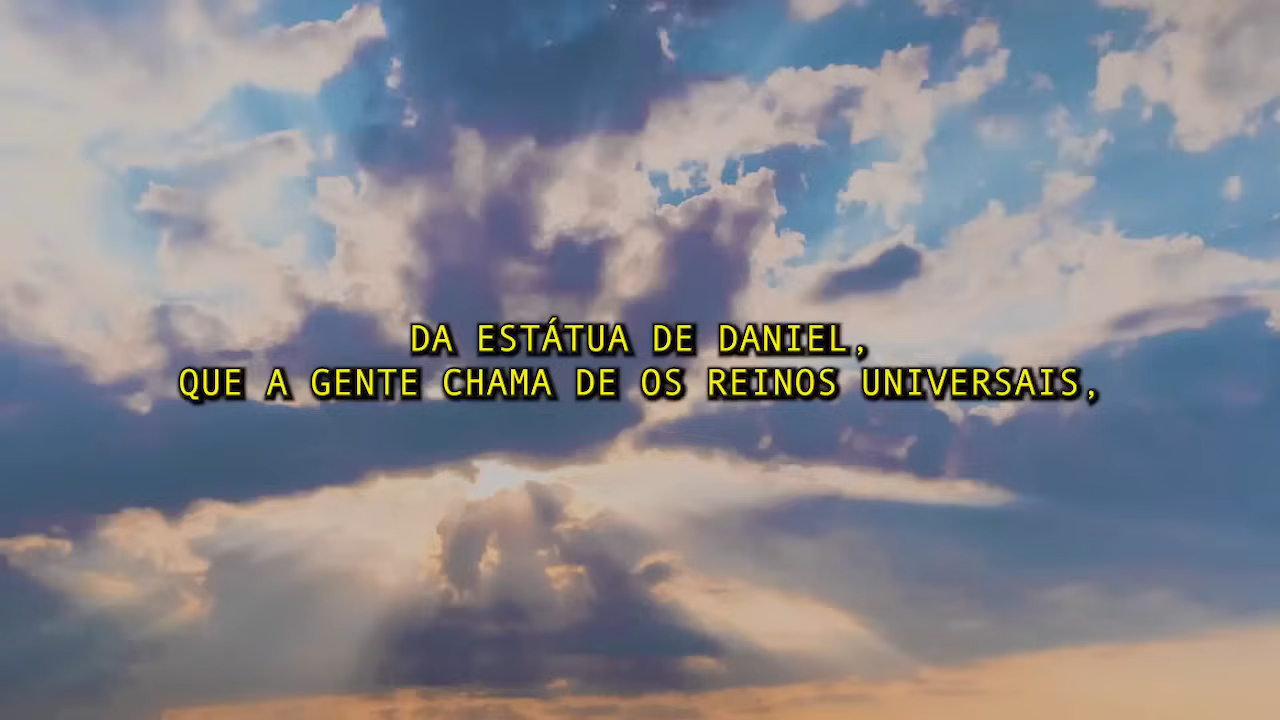 DA ESTÁTUA DE DANIEL,
QUE A GENTE CHAMA DE OS REINOS UNIVERSAIS,